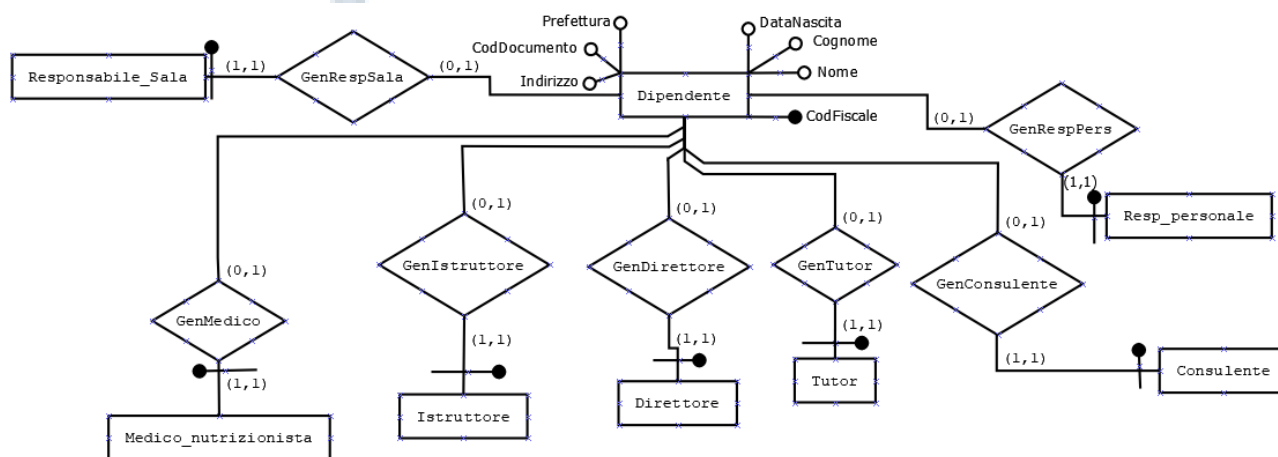 Prefettura
DataNascita
CodDocumento
Cognome
Responsabile_Sala
(1,1)
GenRespSala
(0,1)
Indirizzo
Nome
Dipendente
CodFiscale
(0,1)
GenRespPers
(1,1)
Resp_personale
(0,1)
(0,1)
(0,1)
(0,1)
(0,1)
GenIstruttore
GenDirettore
GenTutor
GenConsulente
GenMedico
(1,1)
(1,1)
(1,1)
(1,1)
(1,1)
Consulente
Tutor
Istruttore
Direttore
Medico_nutrizionista